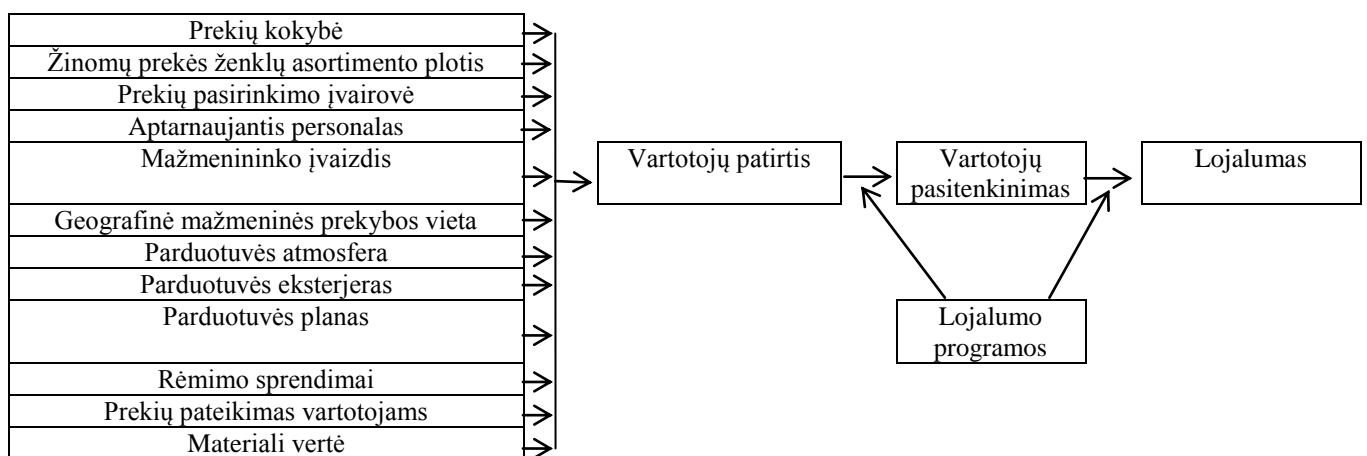 Prekių kokybė
Žinomų prekės ženklų asortimento plotis
Prekių pasirinkimo įvairovė
Aptarnaujantis personalas
Mažmenininko įvaizdis
Geografinė mažmeninės prekybos vieta
Parduotuvės atmosfera
Parduotuvės eksterjeras
Parduotuvės planas
Rėmimo sprendimai
Prekių pateikimas vartotojams
Materiali vertė
Vartotojų patirtis
Vartotojų
pasitenkinimas
Lojalumas
Lojalumo
programos